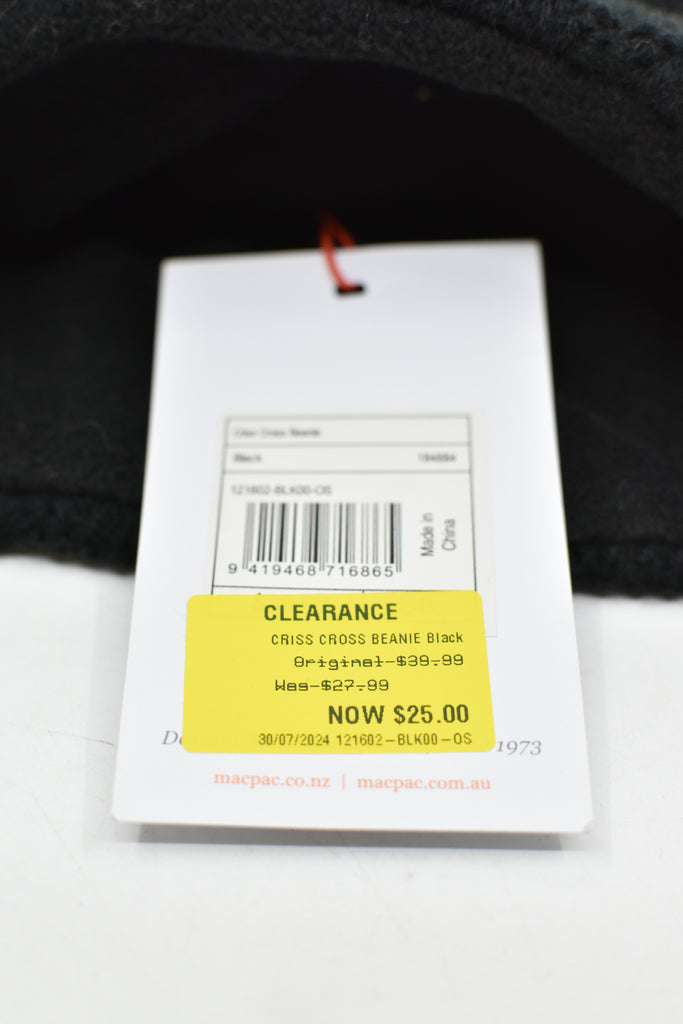 Criss Cross Beanie
Black 194894
121602-BLK00-OS
Made in
China
9 419468 716865
CLEARANCE
CRISS CROSS BEANIE Black
Original $39.99
Was $27.99
NOW $25.00
30/07/2024 121602-BLK00-OS
1973
macpac.co.nz | macpac.com.au